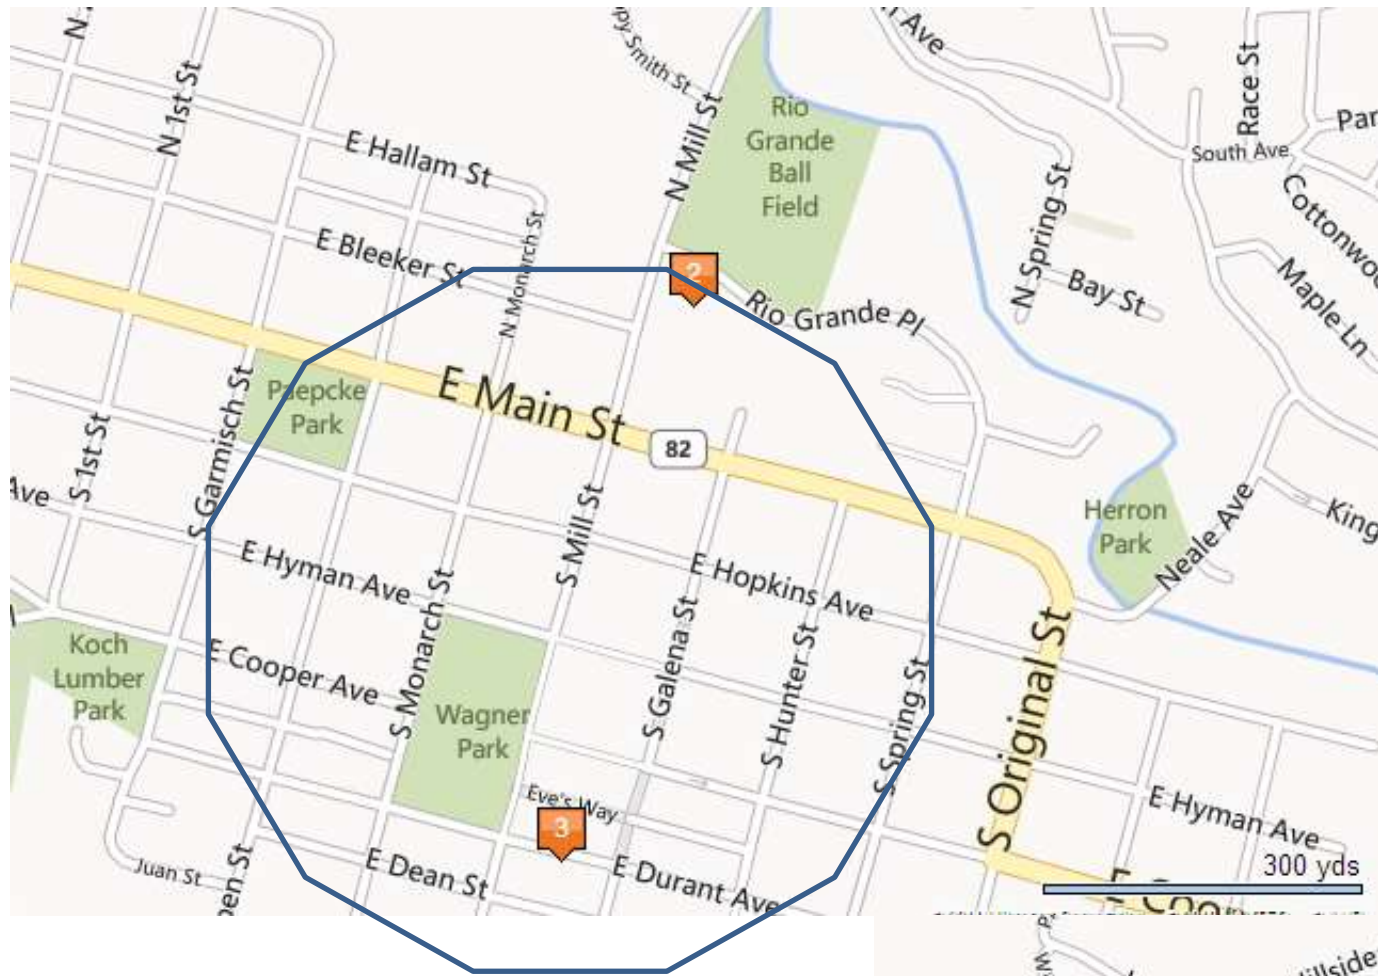 N 1st St
E Hallam St
N Mill St
Rio
Grande
Ball
Field
Race St
South Ave
Ave
Smith St
E Bleeker St
N Monarch St
2
Rio Grande Pl
N Spring St
Bay St
Maple Ln
Paepcke
Park
E Main St
82
S 1st St
S Garmisch St
S Mill St
Herron
Park
Neale Ave
King
Ave
E Hyman Ave
E Hopkins Ave
Koch
Lumber
Park
E Cooper Ave
S Monarch St
Wagner
Park
S Galena St
S Hunter St
S Spring St
S Original St
Eve's Way
3
E Hyman Ave
Juan St
E Dean St
E Durant Ave
300 yds